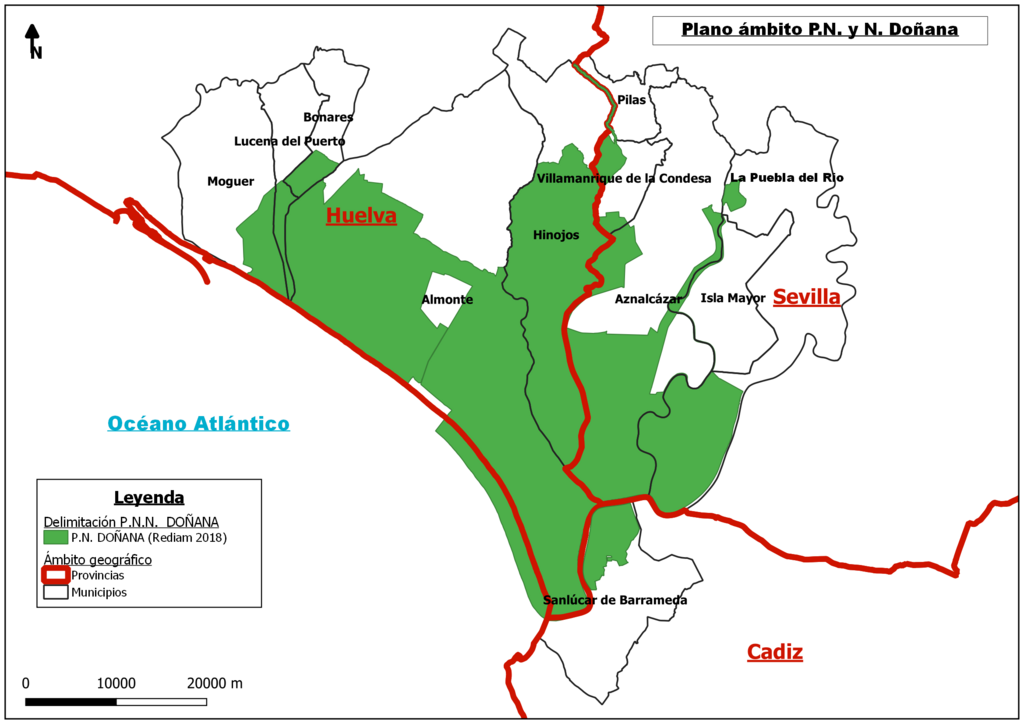 Plano ámbito P.N. y N. Doñana
N
Pilas
Bonares
Lucena del Puerto
Moguer
Villamanrique de la Condesa
La Puebla del Río
Huelva
Hinojos
Almonte
Aznalcázar
Isla Mayor
Sevilla
Océano Atlántico
Leyenda
Delimitación P.N.N. DOÑANA
P.N. DOÑANA (Rediam 2018)
Ámbito geográfico
Provincias
Municipios
Sanlúcar de Barrameda
Cadiz
0 10000 20000 m